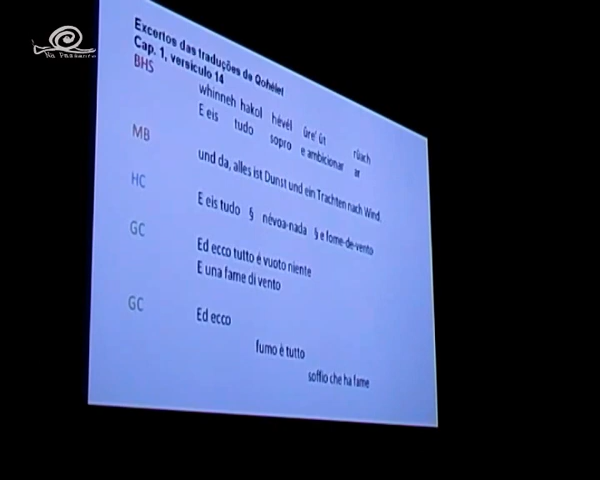 Na Passante
Excertos das traduções de Qohélet
Cap. 1, versículo 14
BHS
whinneh hakol hével ûre'ût rûach
E eis tudo sopro e ambicionar ar
MB
und da, alles ist Dunst und ein Trachten nach Wind.
HC
E eis tudo § névoa-nada § e fome-de-vento
GC
Ed ecco tutto é vuoto niente
E una fame di vento
GC
Ed ecco
fumo è tutto
soffio che ha fame